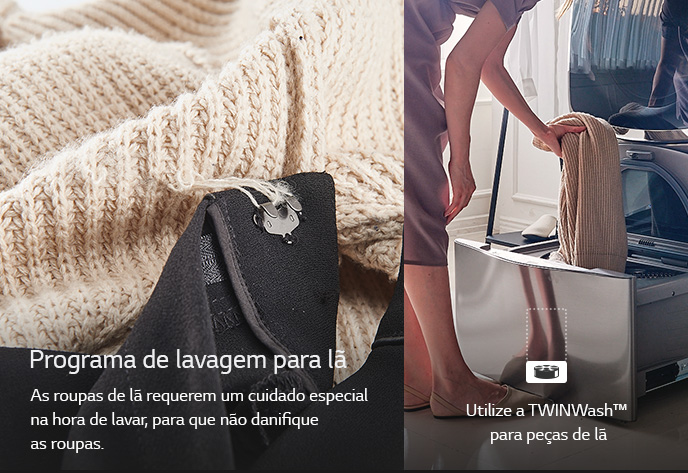 Programa de lavagem para lã
As roupas de lã requerem um cuidado especial
na hora de lavar, para que não danifique
as roupas.
Utilize a TWINWash™
para peças de lã